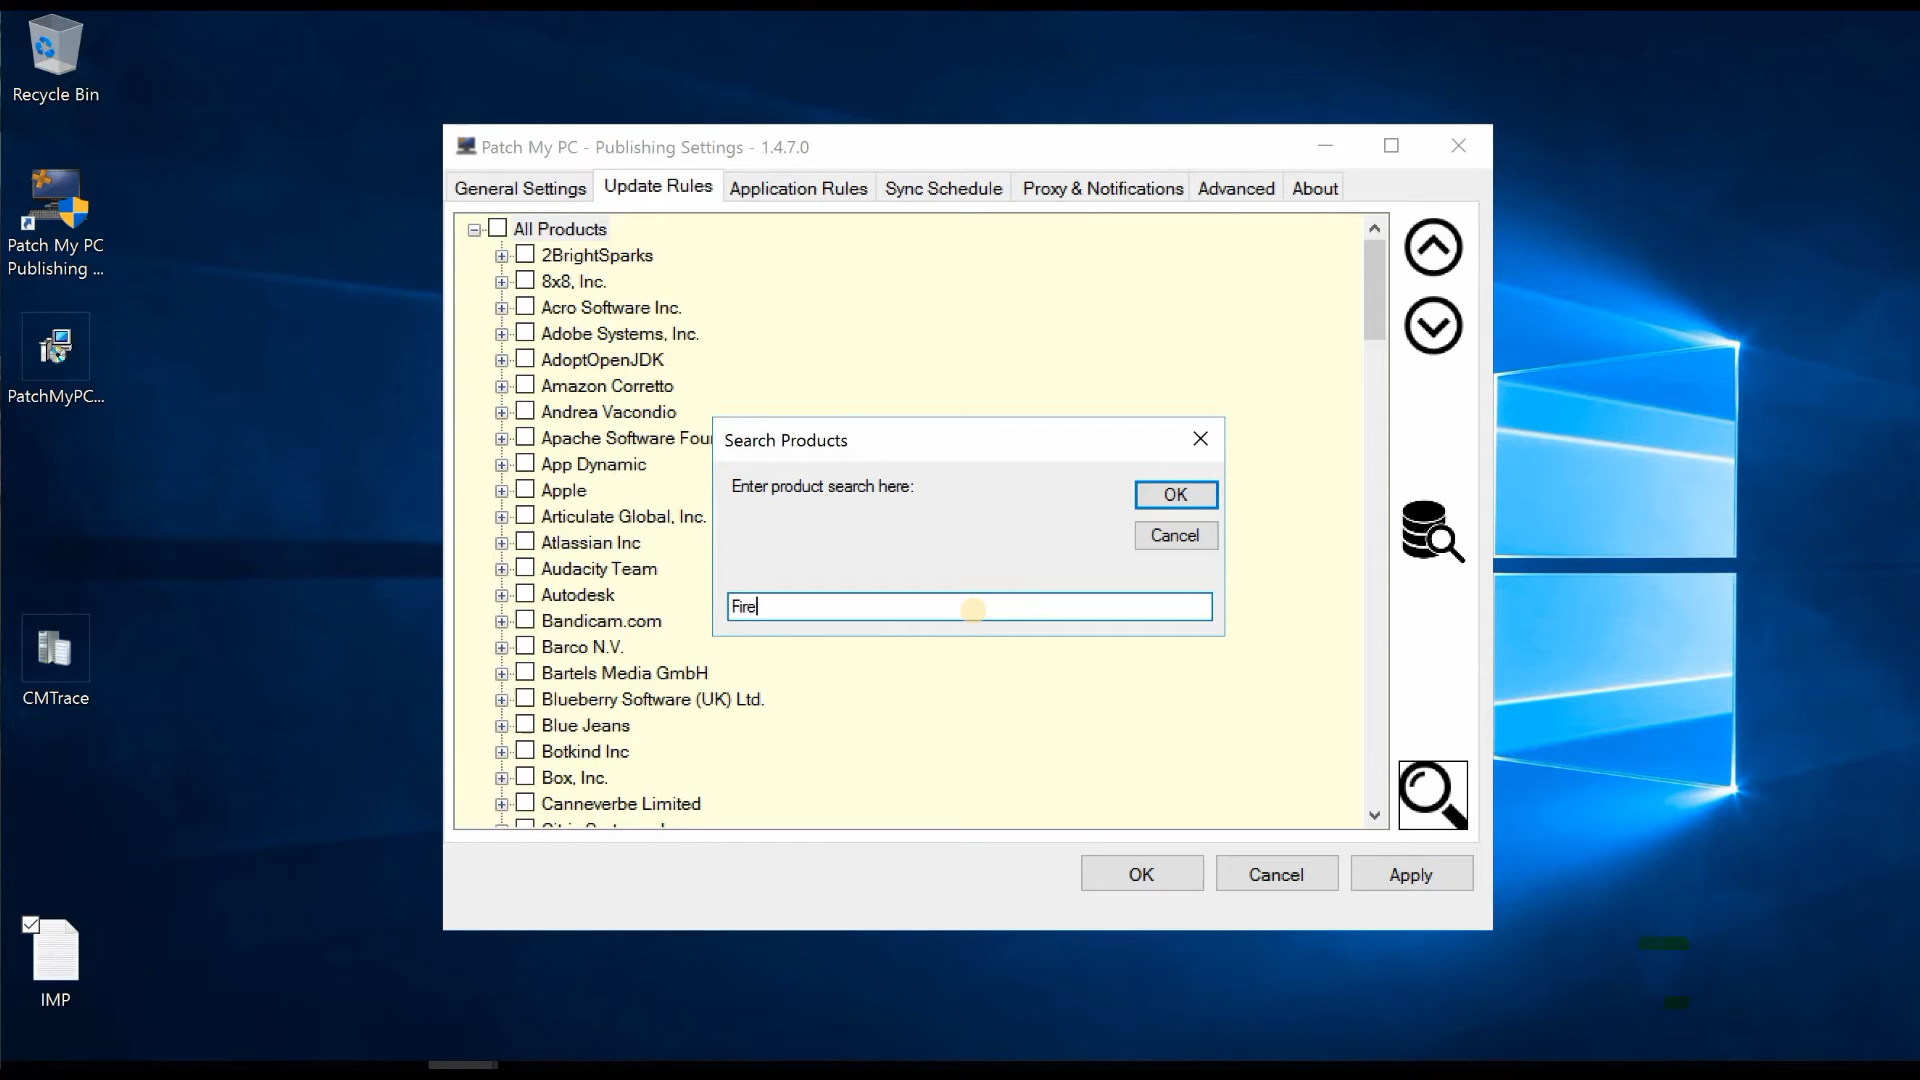 Recycle Bin
Patch My PC
Publishing ...
PatchMyPC...
CMTrace
IMP
Patch My PC - Publishing Settings - 1.4.7.0
General Settings
Update Rules
Application Rules
Sync Schedule
Proxy & Notifications
Advanced
About
All Products
2BrightSparks
8x8, Inc.
Acro Software Inc.
Adobe Systems, Inc.
AdoptOpenJDK
Amazon Corretto
Andrea Vacondio
Apache Software Fou
App Dynamic
Apple
Articulate Global, Inc.
Atlassian Inc
Audacity Team
Autodesk
Bandicam.com
Barco N.V.
Bartels Media GmbH
Blueberry Software (UK) Ltd.
Blue Jeans
Botkind Inc
Box, Inc.
Canneverbe Limited
Search Products
Enter product search here:
OK
Cancel
Fire
OK
Cancel
Apply